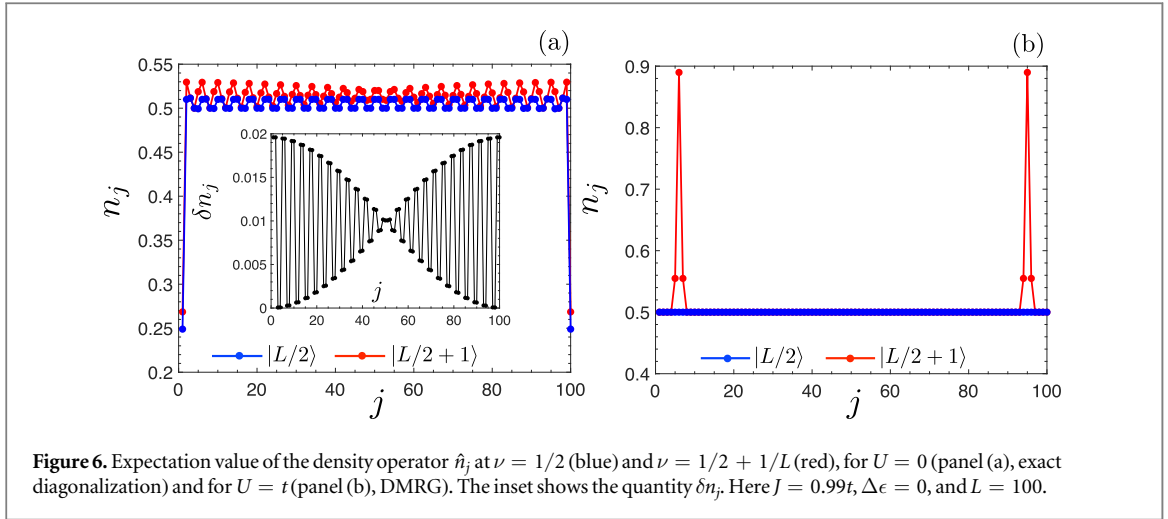 (a)
0.55
0.5
0.45
0.4
0.35
0.3
0.25
0.2
n_j
0 20 40 60 80 100
j
0.02
0.015
0.01
0.005
0
δn_j
0 20 40 60 80 100
j
|L/2⟩ |L/2 + 1⟩
(b)
0.9
0.8
0.7
0.6
0.5
0.4
n_j
0 20 40 60 80 100
j
|L/2⟩ |L/2 + 1⟩
Figure 6. Expectation value of the density operator n̂_j at ν = 1/2 (blue) and ν = 1/2 + 1/L (red), for U = 0 (panel (a), exact
diagonalization) and for U = t (panel (b), DMRG). The inset shows the quantity δn_j. Here J = 0.99t, Δϵ = 0, and L = 100.